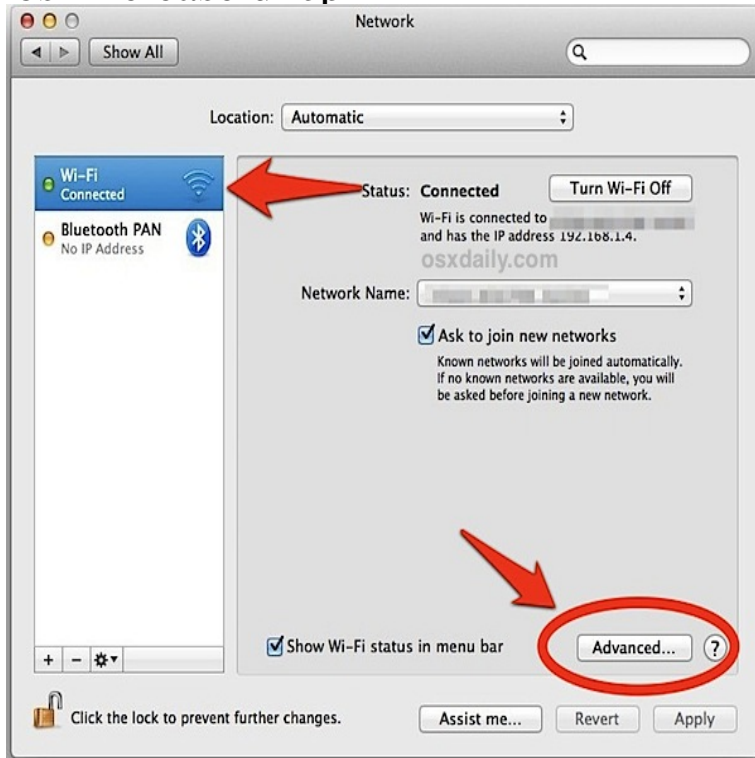 Network
Show All
Location: Automatic
Wi-Fi
Connected
Bluetooth PAN
No IP Address
Status: Connected
Turn Wi-Fi Off
Wi-Fi is connected to
and has the IP address 192.168.1.4.
osxdaily.com
Network Name:
Ask to join new networks
Known networks will be joined automatically.
If no known networks are available, you will
be asked before joining a new network.
Show Wi-Fi status in menu bar
Advanced... ?
+ -
Click the lock to prevent further changes.
Assist me... Revert Apply